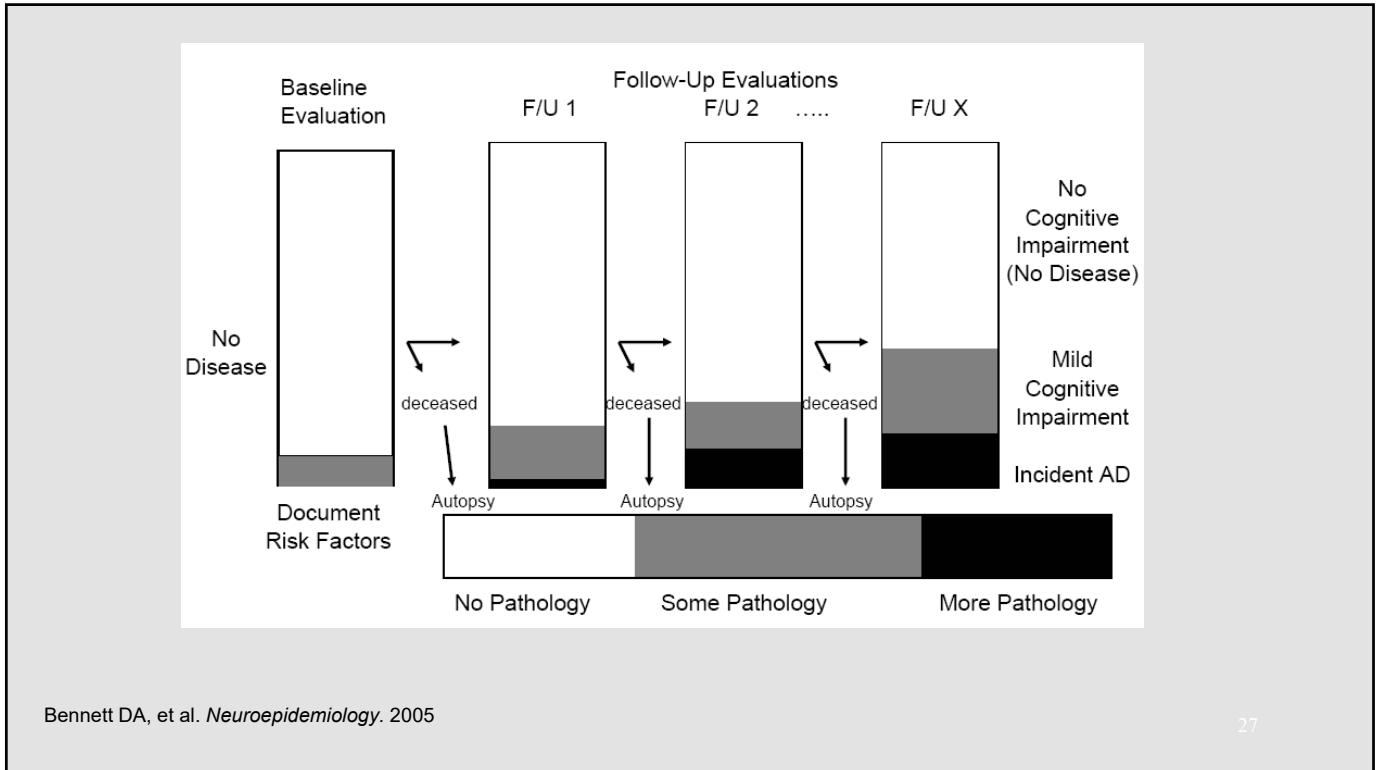 Baseline
Evaluation
Follow-Up Evaluations
F/U 1
F/U 2
.....
F/U X
No
Disease
No
Cognitive
Impairment
(No Disease)
Mild
Cognitive
Impairment
Incident AD
deceased
deceased
deceased
Autopsy
Autopsy
Autopsy
Document
Risk Factors
No Pathology
Some Pathology
More Pathology
Bennett DA, et al. Neuroepidemiology. 2005
27